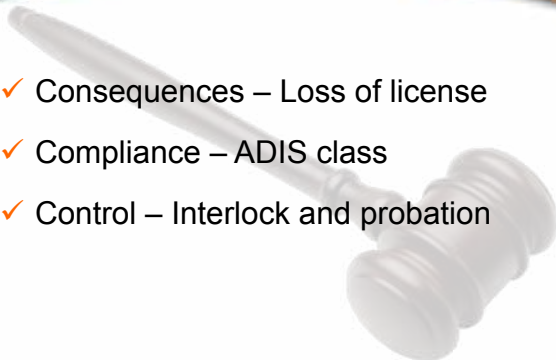 ✓ Consequences – Loss of license
✓ Compliance – ADIS class
✓ Control – Interlock and probation